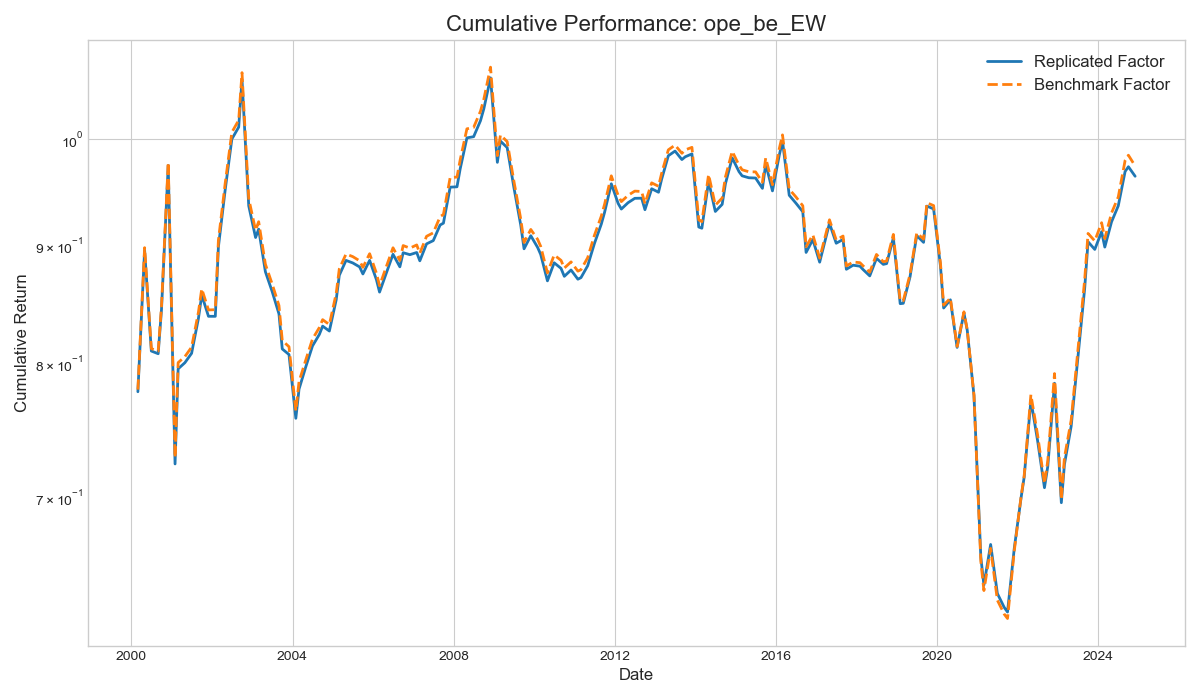 Cumulative Performance: ope_be_EW
Replicated Factor
Benchmark Factor
10⁰
9 × 10⁻¹
8 × 10⁻¹
7 × 10⁻¹
Cumulative Return
2000 2004 2008 2012 2016 2020 2024
Date